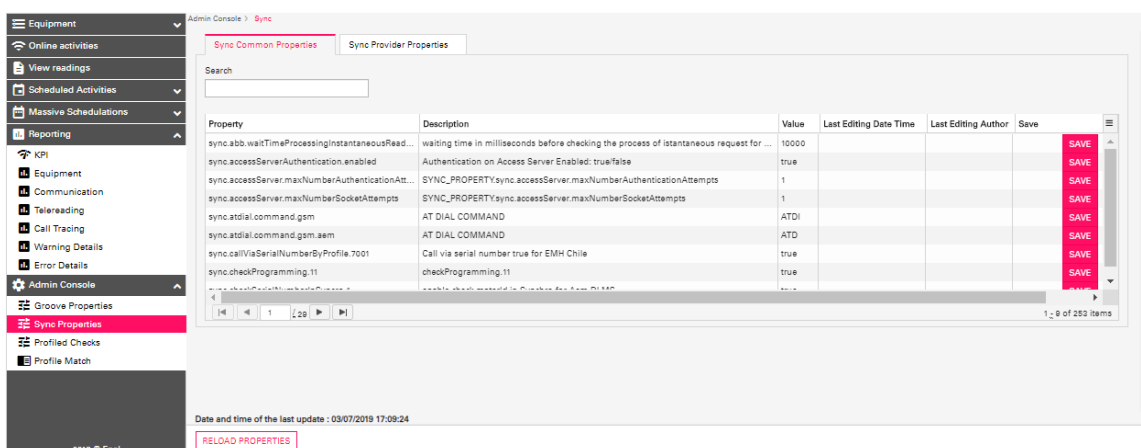 Equipment
Online activities
View readings
Scheduled Activities
Massive Schedulations
Reporting
KPI
Equipment
Communication
Telereading
Call Tracing
Warning Details
Error Details
Admin Console
Groove Properties
Sync Properties
Profiled Checks
Profile Match
Admin Console > Sync
Sync Common Properties Sync Provider Properties
Search
Property Description Value Last Editing Date Time Last Editing Author Save
sync.abb.waitTimeProcessingInstantaneousRead... waiting time in milliseconds before checking the process of istantaneous request for ... 10000 SAVE
sync.accessServerAuthentication.enabled Authentication on Access Server Enabled: true/false true SAVE
sync.accessServer.maxNumberAuthenticationAtt... SYNC_PROPERTY.sync.accessServer.maxNumberAuthenticationAttempts 1 SAVE
sync.accessServer.maxNumberSocketAttempts SYNC_PROPERTY.sync.accessServer.maxNumberSocketAttempts 1 SAVE
sync.atdial.command.gsm AT DIAL COMMAND ATDI SAVE
sync.atdial.command.gsm.aem AT DIAL COMMAND ATD SAVE
sync.callViaSerialNumberByProfile.7001 Call via serial number true for EMH Chile true SAVE
sync.checkProgramming.11 checkProgramming.11 true SAVE
1 / 29 1 - 9 of 253 items
Date and time of the last update : 03/07/2019 17:09:24
RELOAD PROPERTIES